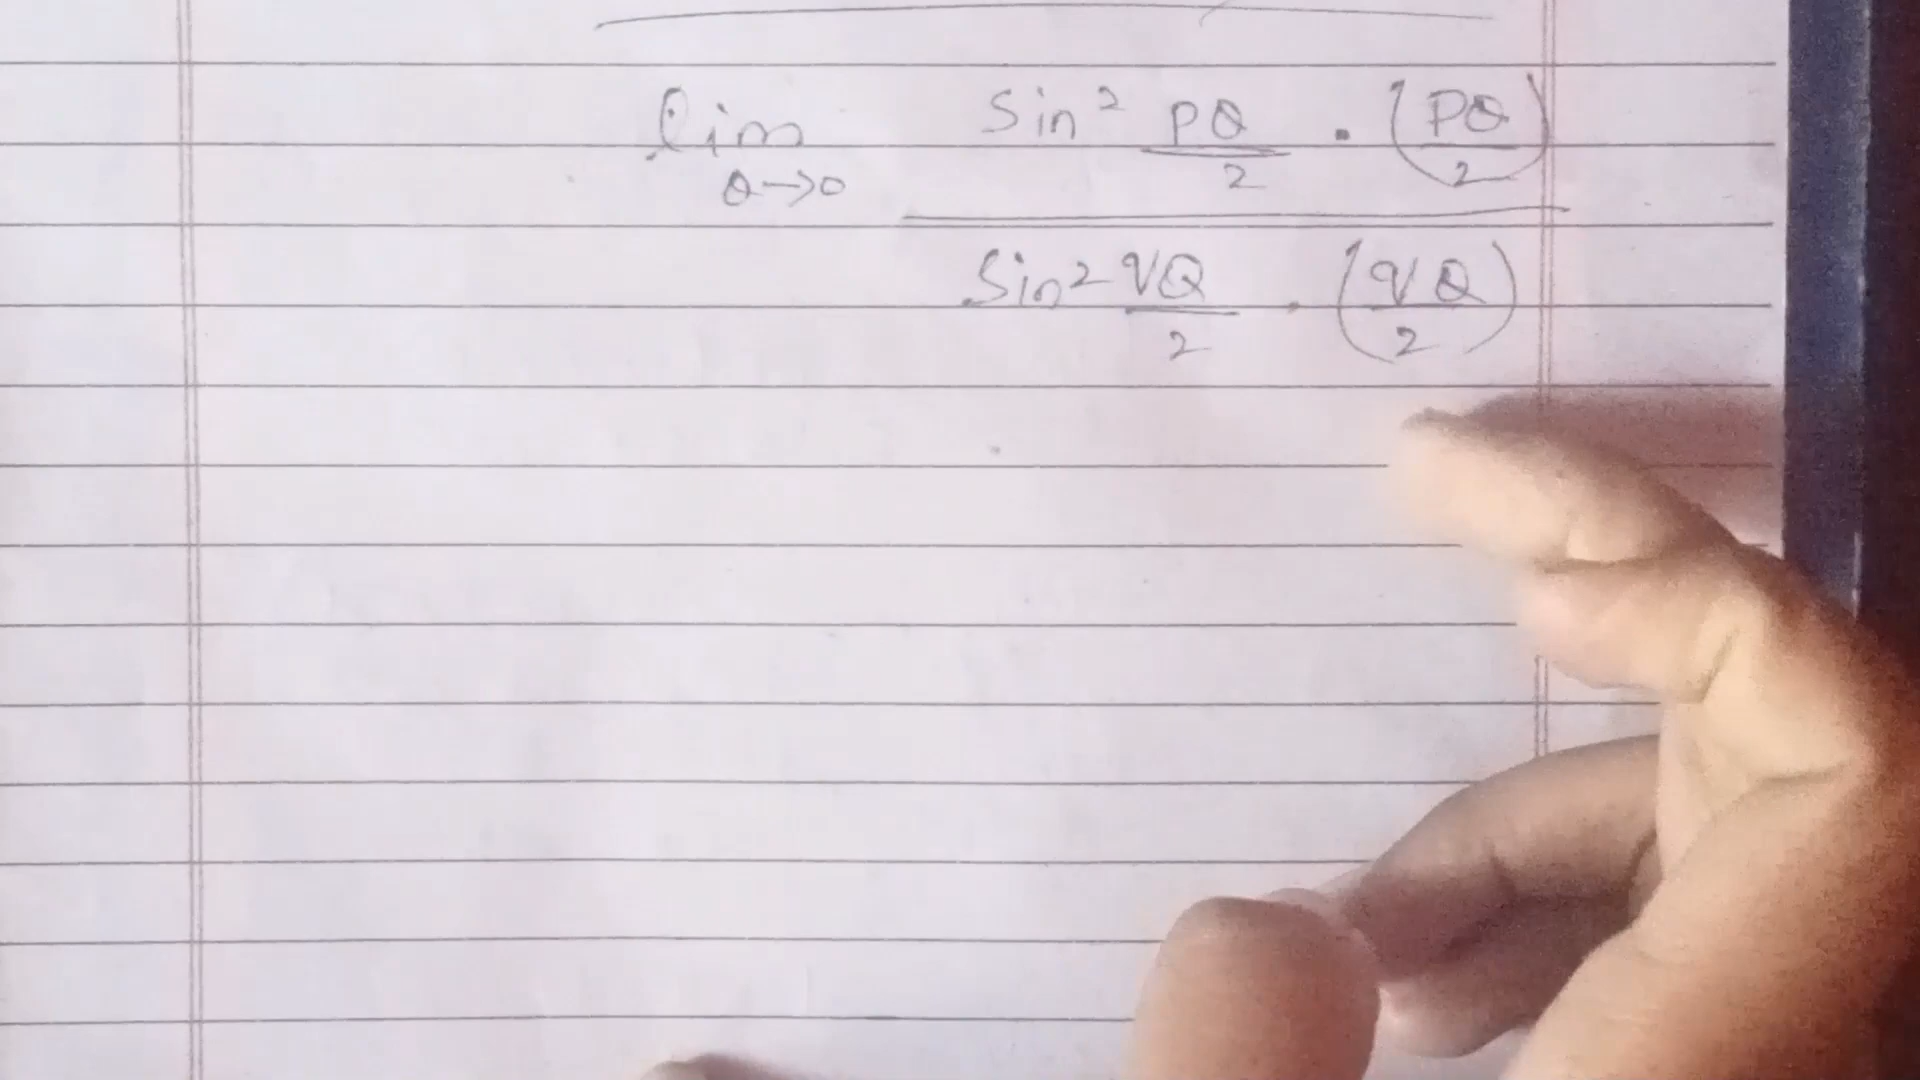 lim Sin² Pθ/2 . (Pθ/2)
θ→0
Sin² qθ/2 . (qθ/2)